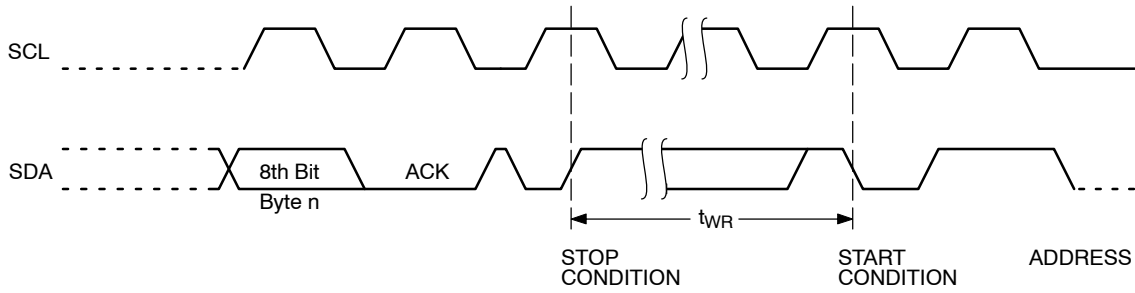 SCL
SDA
8th Bit
Byte n
ACK
tWR
STOP
CONDITION
START
CONDITION
ADDRESS